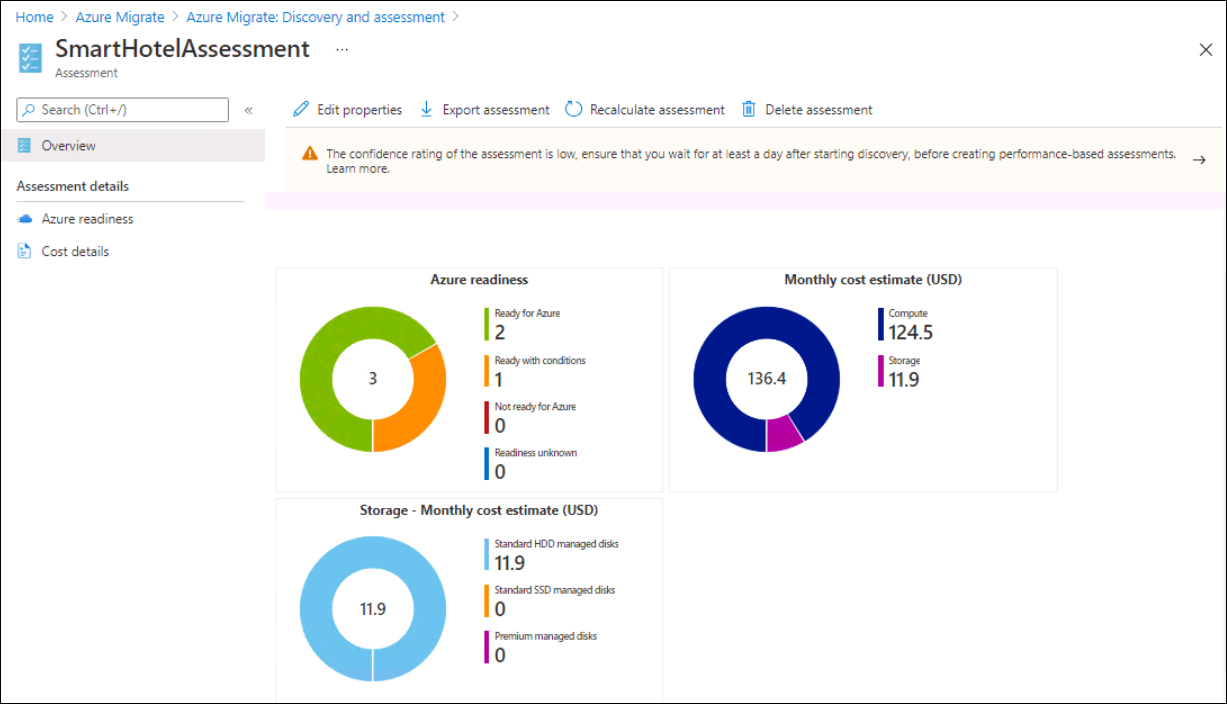 Home > Azure Migrate > Azure Migrate: Discovery and assessment >
SmartHotelAssessment ...
Assessment
Search (Ctrl+/) «
Edit properties Export assessment Recalculate assessment Delete assessment
Overview
The confidence rating of the assessment is low, ensure that you wait for at least a day after starting discovery, before creating performance-based assessments. →
Learn more.
Assessment details
Azure readiness
Cost details
Azure readiness
3
Ready for Azure
2
Ready with conditions
1
Not ready for Azure
0
Readiness unknown
0
Monthly cost estimate (USD)
136.4
Compute
124.5
Storage
11.9
Storage - Monthly cost estimate (USD)
11.9
Standard HDD managed disks
11.9
Standard SSD managed disks
0
Premium managed disks
0